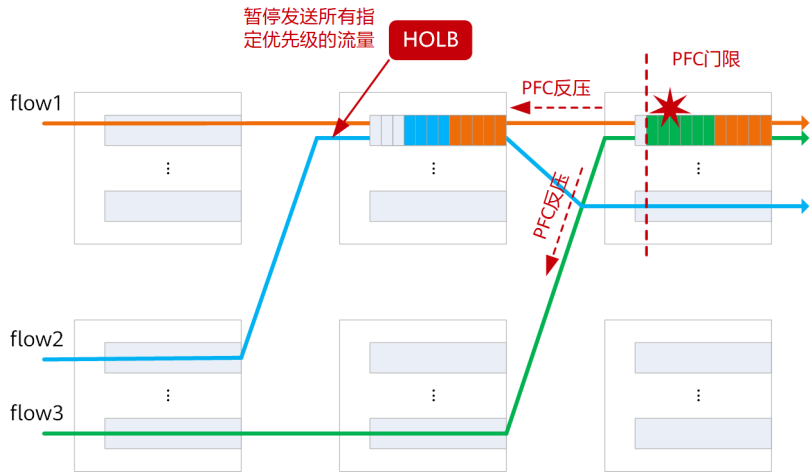 暂停发送所有指
定优先级的流量
HOLB
PFC门限
PFC反压
flow1
PFC反压
flow2
flow3